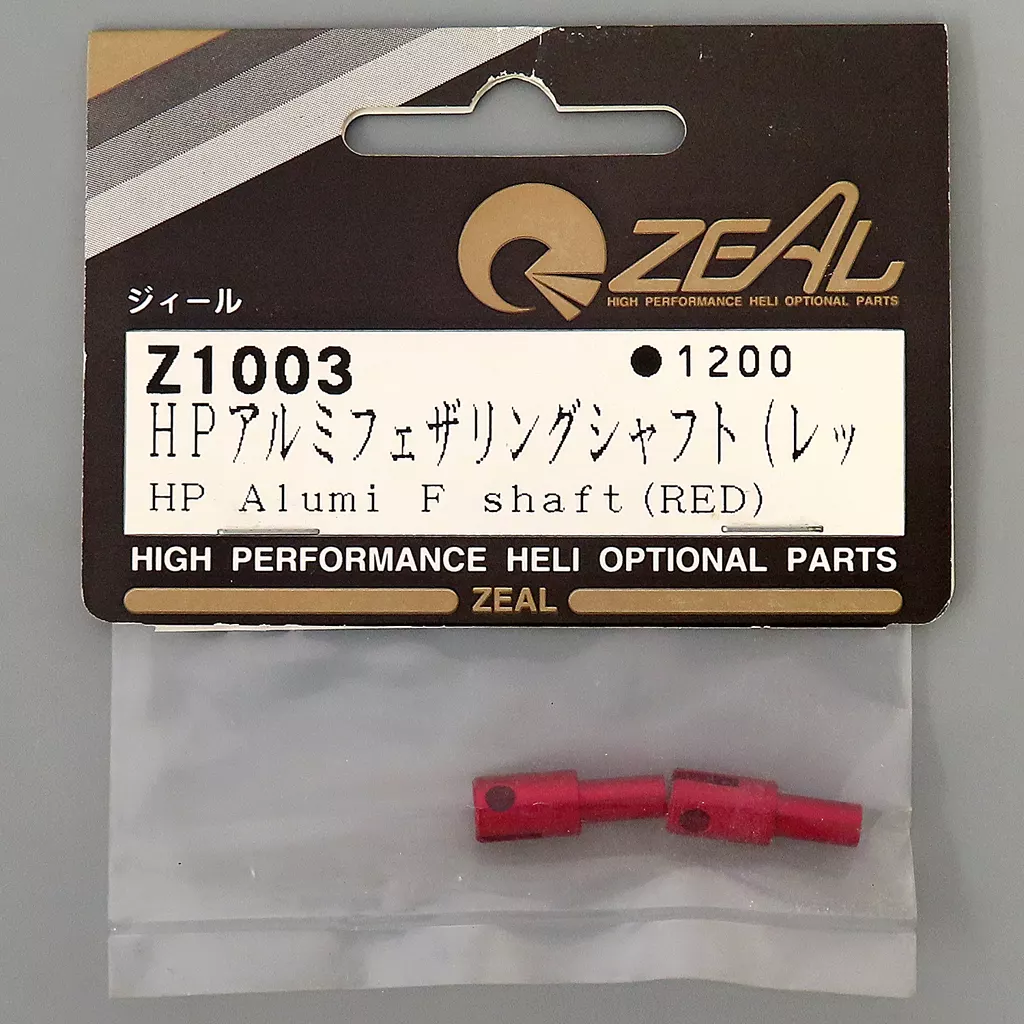 ZEAL
HIGH PERFORMANCE HELI OPTIONAL PARTS
ジィール
Z1003 ●1200
HPアルミフェザリングシャフト(レッ
HP Alumi F shaft(RED)
HIGH PERFORMANCE HELI OPTIONAL PARTS
ZEAL